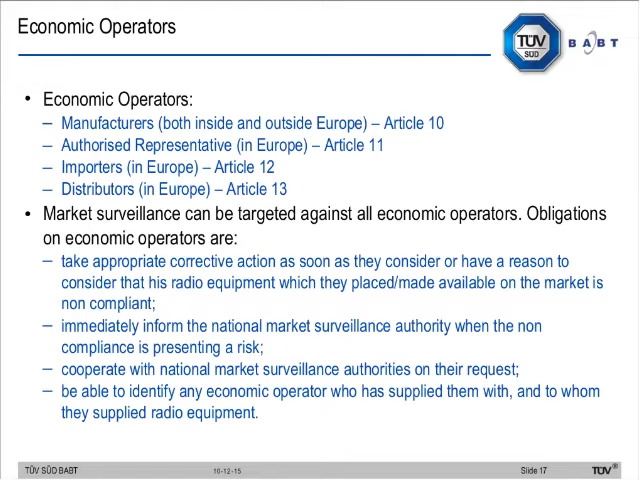 Economic Operators
TÜV
SÜD
BABT
• Economic Operators:
– Manufacturers (both inside and outside Europe) – Article 10
– Authorised Representative (in Europe) – Article 11
– Importers (in Europe) – Article 12
– Distributors (in Europe) – Article 13
• Market surveillance can be targeted against all economic operators. Obligations
on economic operators are:
– take appropriate corrective action as soon as they consider or have a reason to
consider that his radio equipment which they placed/made available on the market is
non compliant;
– immediately inform the national market surveillance authority when the non
compliance is presenting a risk;
– cooperate with national market surveillance authorities on their request;
– be able to identify any economic operator who has supplied them with, and to whom
they supplied radio equipment.
TÜV SÜD BABT 10-12-15 Slide 17 TÜV®